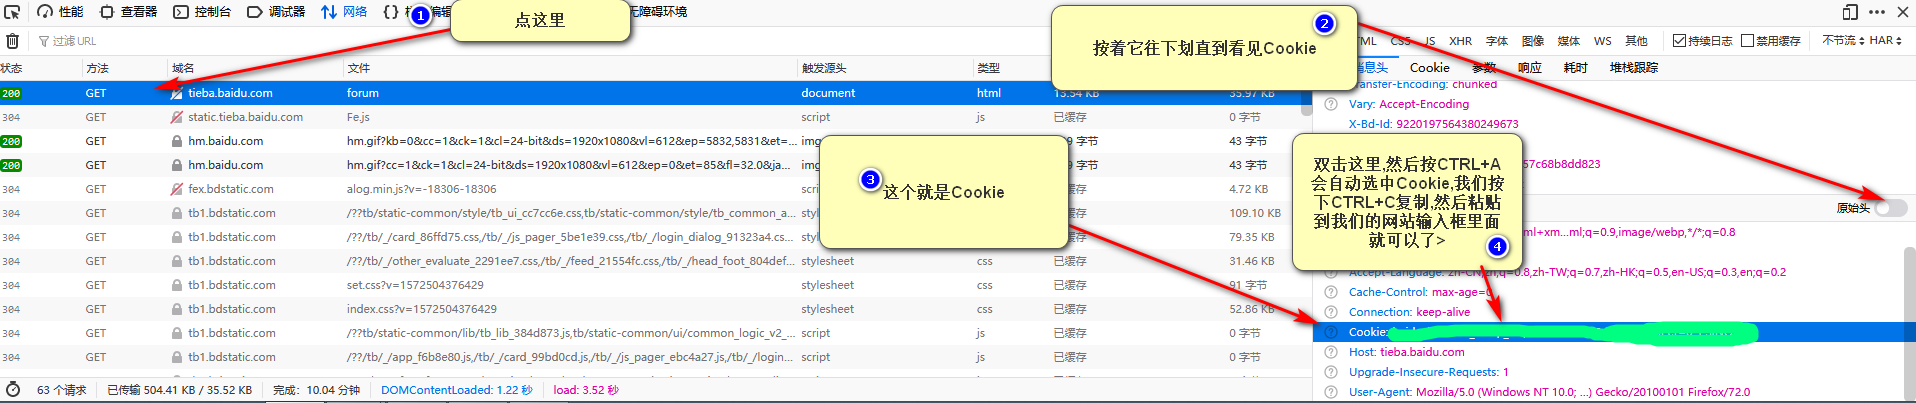 性能 查看器 控制台 调试器 网络 {} 样 编辑 无障碍环境
1
点这里
2
按着它往下划直到看见Cookie
过滤 URL
HTML CSS JS XHR 字体 图像 媒体 WS 其他 持续日志 禁用缓存 不节流 HAR
状态 方法 域名 文件 触发源头 类型
消息头 Cookie 参数 响应 耗时 堆栈跟踪
200 GET tieba.baidu.com forum document html 13.54 KB 35.97 KB
304 GET static.tieba.baidu.com Fe.js script js 已缓存 0 字节
200 GET hm.baidu.com hm.gif?kb=0&cc=1&ck=1&cl=24-bit&ds=1920x1080&vl=612&ep=5832,5831&et=... img 字节 43 字节
200 GET hm.baidu.com hm.gif?cc=1&ck=1&cl=24-bit&ds=1920x1080&vl=612&ep=0&et=85&fl=32.0&ja... img 字节 43 字节
304 GET fex.bdstatic.com alog.min.js?v=-18306-18306 scri 4.72 KB
304 GET tb1.bdstatic.com /??tb/static-common/style/tb_ui_cc7cc6e.css,tb/static-common/style/tb_common_a... styl 109.10 KB
304 GET tb1.bdstatic.com /??/tb/_/card_86ffd75.css,/tb/_/js_pager_5be1e39.css,/tb/_/login_dialog_91323a4.cs... styl 79.35 KB
304 GET tb1.bdstatic.com /??/tb/_/other_evaluate_2291ee7.css,/tb/_/feed_21554fc.css,/tb/_/head_foot_804def... stylesheet css 已缓存 31.46 KB
304 GET tb1.bdstatic.com set.css?v=1572504376429 stylesheet css 已缓存 91 字节
304 GET tb1.bdstatic.com index.css?v=1572504376429 stylesheet css 已缓存 52.86 KB
304 GET tb1.bdstatic.com /??tb/static-common/lib/tb_lib_384d873.js,tb/static-common/ui/common_logic_v2_... script js 已缓存 0 字节
304 GET tb1.bdstatic.com /??/tb/_/app_f6b8e80.js,/tb/_/card_99bd0cd.js,/tb/_/js_pager_ebc4a27.js,/tb/_/login... script js 已缓存 0 字节
3
这个就是Cookie
Transfer-Encoding: chunked
Vary: Accept-Encoding
X-Bd-Id: 9220197564380249673
57c68b8dd823
双击这里,然后按CTRL+A
会自动选中Cookie,我们按
下CTRL+C复制,然后粘贴
到我们的网站输入框里面
就可以了>
4
原始头
ml+xm...ml;q=0.9,image/webp,*/*;q=0.8
Accept-Language: zh-CN,zh;q=0.8,zh-TW;q=0.7,zh-HK;q=0.5,en-US;q=0.3,en;q=0.2
Cache-Control: max-age=0
Connection: keep-alive
Cookie:
Host: tieba.baidu.com
Upgrade-Insecure-Requests: 1
User-Agent: Mozilla/5.0 (Windows NT 10.0; ...) Gecko/20100101 Firefox/72.0
63 个请求 已传输 504.41 KB / 35.52 KB 完成: 10.04 分钟 DOMContentLoaded: 1.22 秒 load: 3.52 秒